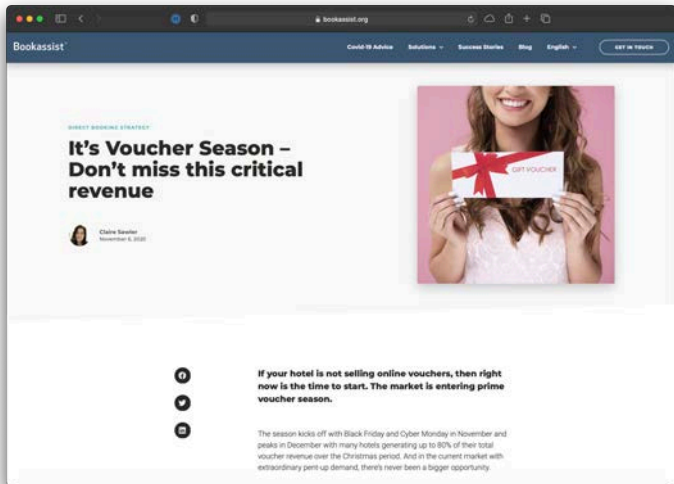 bookassist.org
Bookassist
Covid-19 Advice Solutions Success Stories Blog English GET IN TOUCH
DIRECT BOOKING STRATEGY
It's Voucher Season –
Don't miss this critical
revenue
GIFT VOUCHER
Claire Sawier
November 6, 2020
If your hotel is not selling online vouchers, then right
now is the time to start. The market is entering prime
voucher season.
The season kicks off with Black Friday and Cyber Monday in November and
peaks in December with many hotels generating up to 80% of their total
voucher revenue over the Christmas period. And in the current market with
extraordinary pent up demand, there's never been a bigger opportunity.